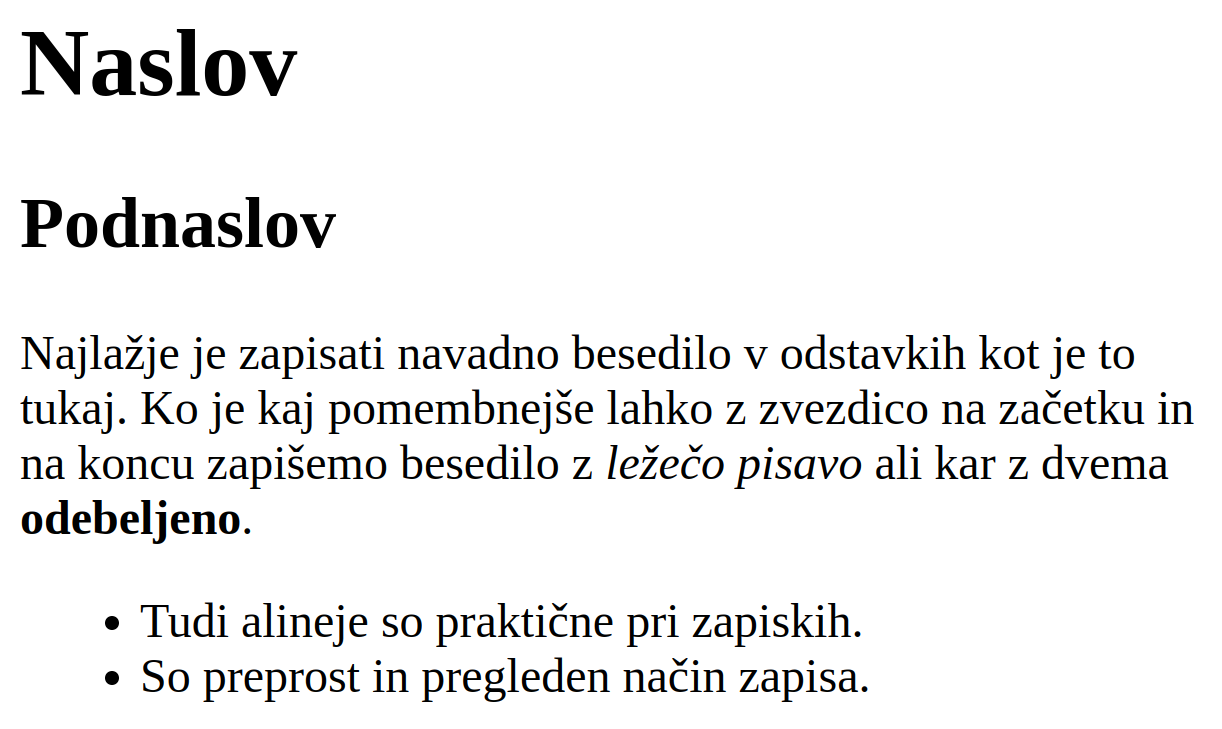 Naslov
Podnaslov
Najlažje je zapisati navadno besedilo v odstavkih kot je to
tukaj. Ko je kaj pomembnejše lahko z zvezdico na začetku in
na koncu zapišemo besedilo z ležečo pisavo ali kar z dvema
odebeljeno.
• Tudi alineje so praktične pri zapiskih.
• So preprost in pregleden način zapisa.